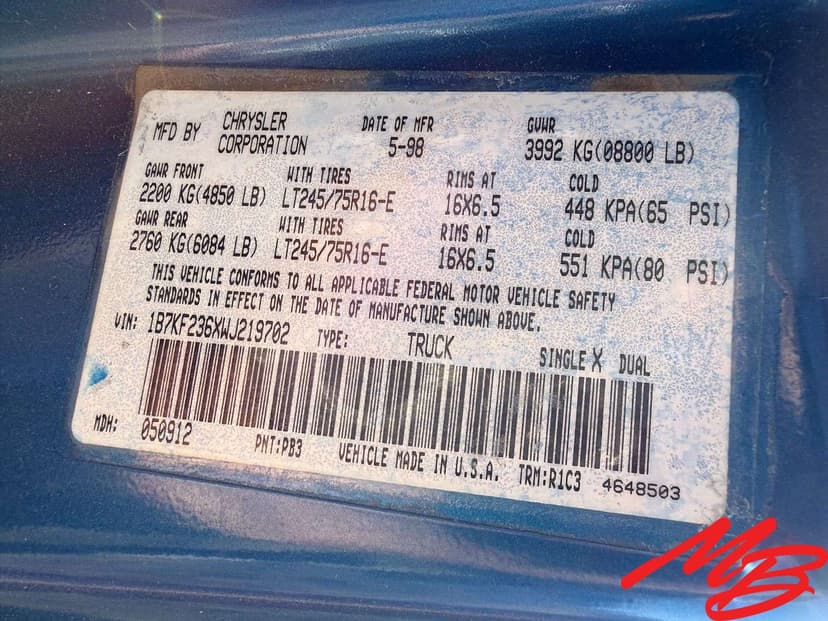 MFD BY CHRYSLER CORPORATION DATE OF MFR 5-98 GVWR 3992 KG(08800 LB)
GAWR FRONT WITH TIRES RIMS AT COLD
2200 KG(4850 LB) LT245/75R16-E 16X6.5 448 KPA(65 PSI)
GAWR REAR WITH TIRES RIMS AT COLD
2760 KG(6084 LB) LT245/75R16-E 16X6.5 551 KPA(80 PSI)
THIS VEHICLE CONFORMS TO ALL APPLICABLE FEDERAL MOTOR VEHICLE SAFETY
STANDARDS IN EFFECT ON THE DATE OF MANUFACTURE SHOWN ABOVE.
VIN: 1B7KF236XWJ219702 TYPE: TRUCK SINGLE X DUAL
MDH: 050912 PNT:PB3 VEHICLE MADE IN U.S.A. TRM:R1C3 4648503
MB